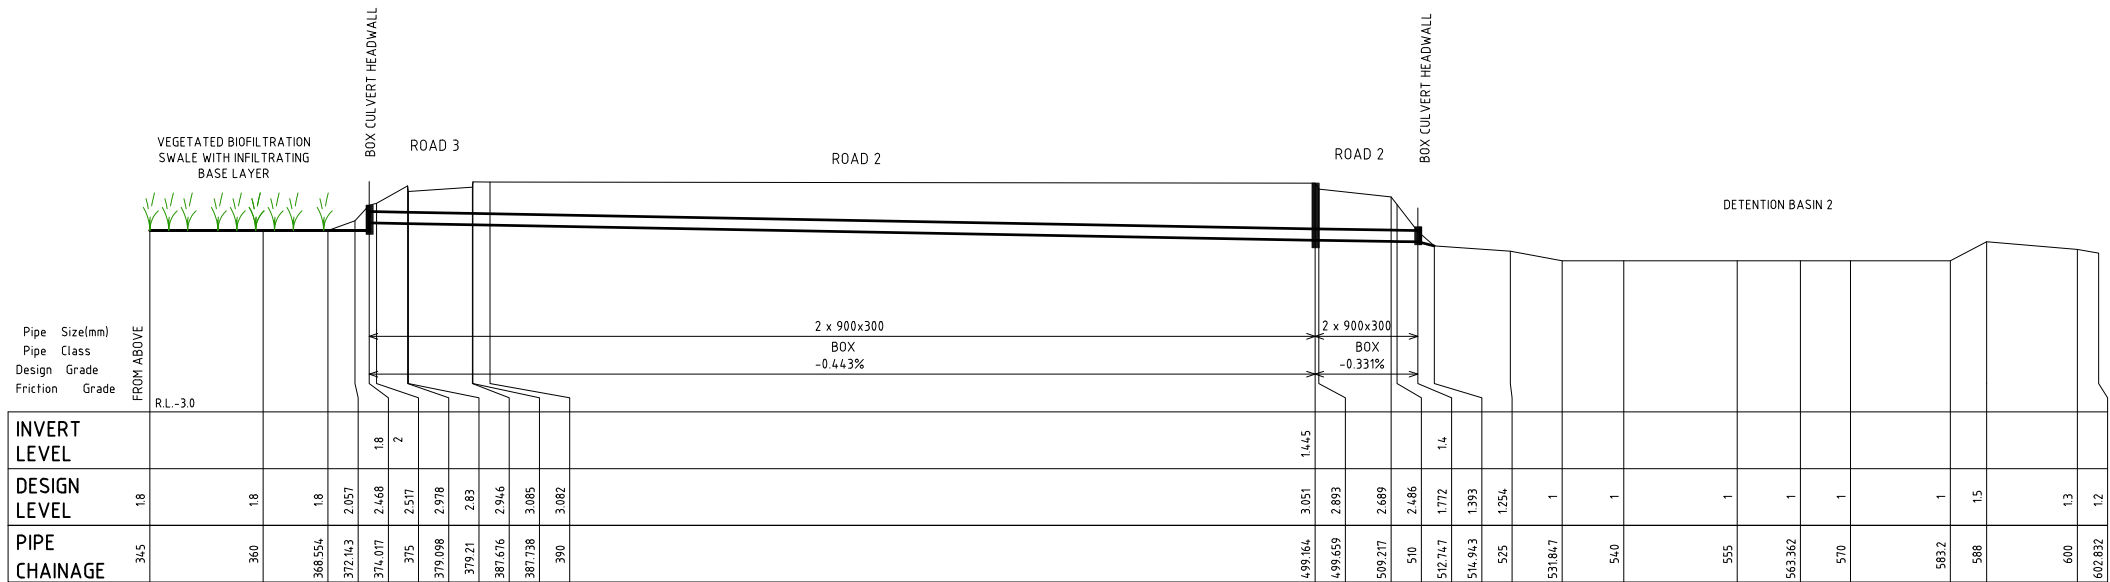 BOX CULVERT HEADWALL
BOX CULVERT HEADWALL
VEGETATED BIOFILTRATION
SWALE WITH INFILTRATING
BASE LAYER
ROAD 3
ROAD 2
ROAD 2
DETENTION BASIN 2
Pipe Size(mm)
Pipe Class
Design Grade
Friction Grade
FROM ABOVE
2 x 900x300
BOX
-0.443%
2 x 900x300
BOX
-0.331%
R.L.-3.0
INVERT
LEVEL
1.8 2 1.445 1.4
DESIGN
LEVEL
1.8 1.8 1.8 2.057 2.468 2.517 2.978 2.83 2.946 3.085 3.082 3.051 2.893 2.689 2.486 1.772 1.393 1.254 1 1 1 1 1 1 1.5 1.3 1.2
PIPE
CHAINAGE
345 360 368.554 372.143 374.017 375 379.098 379.21 387.676 387.738 390 499.164 499.659 509.217 510 512.747 514.943 525 531.847 540 555 563.362 570 583.2 588 600 602.832